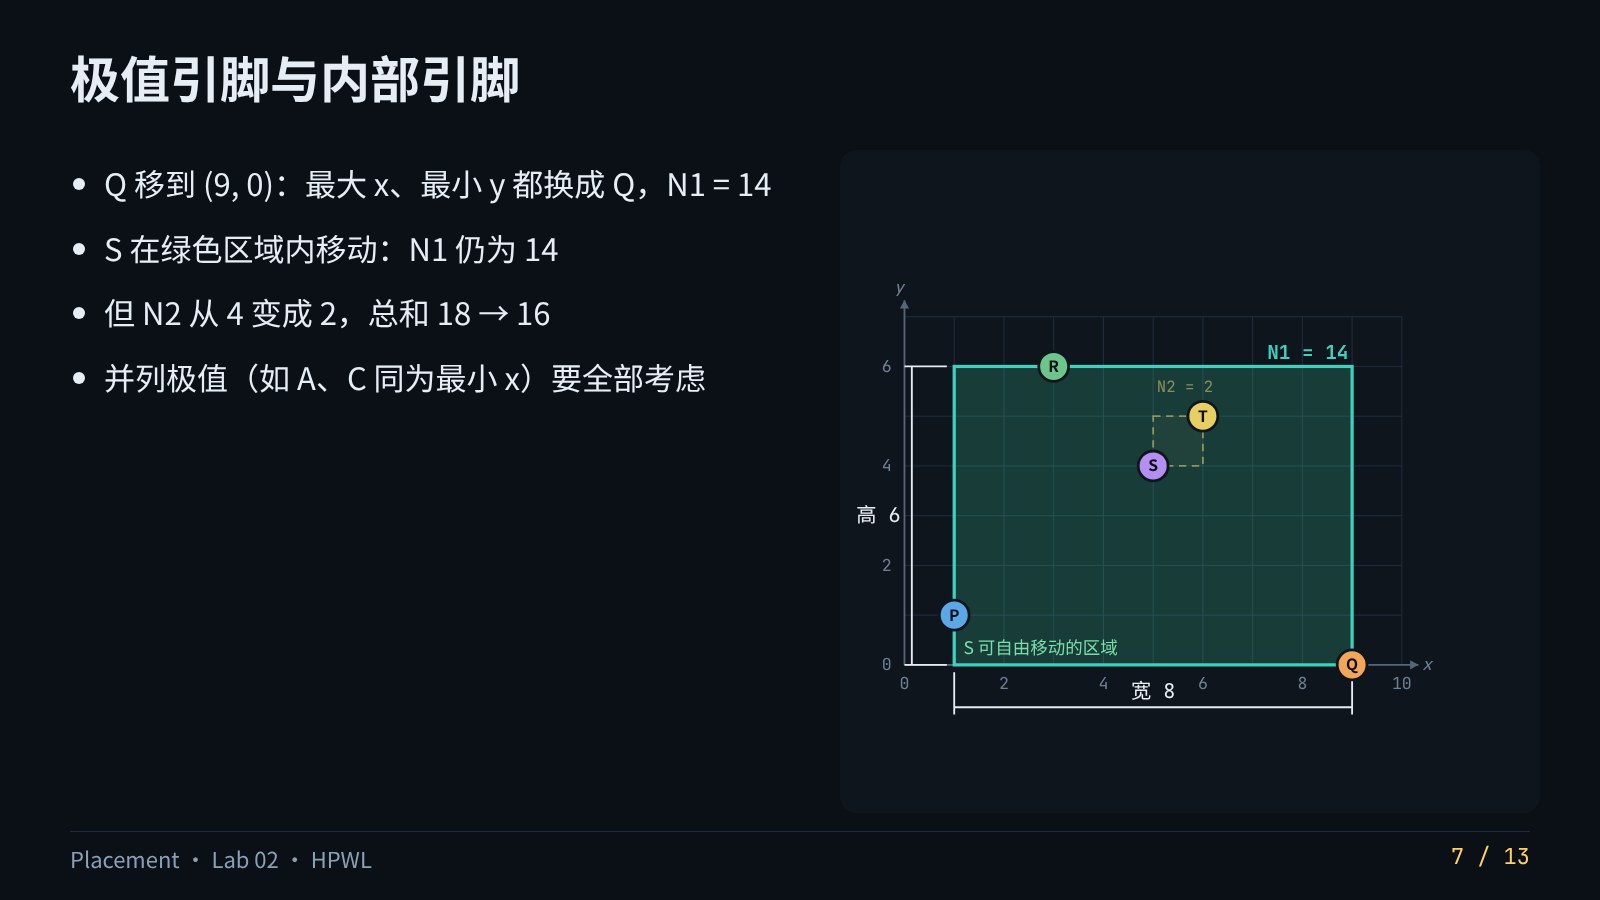 极值引脚与内部引脚
Q 移到 (9, 0)：最大 x、最小 y 都换成 Q，N1 = 14
S 在绿色区域内移动：N1 仍为 14
但 N2 从 4 变成 2，总和 18 → 16
并列极值（如 A、C 同为最小 x）要全部考虑
y
N1 = 14
6
R
N2 = 2
T
4
S
高 6
2
P
S 可自由移动的区域
0
Q
x
0
2
4
6
8
10
宽 8
Placement • Lab 02 • HPWL
7 / 13